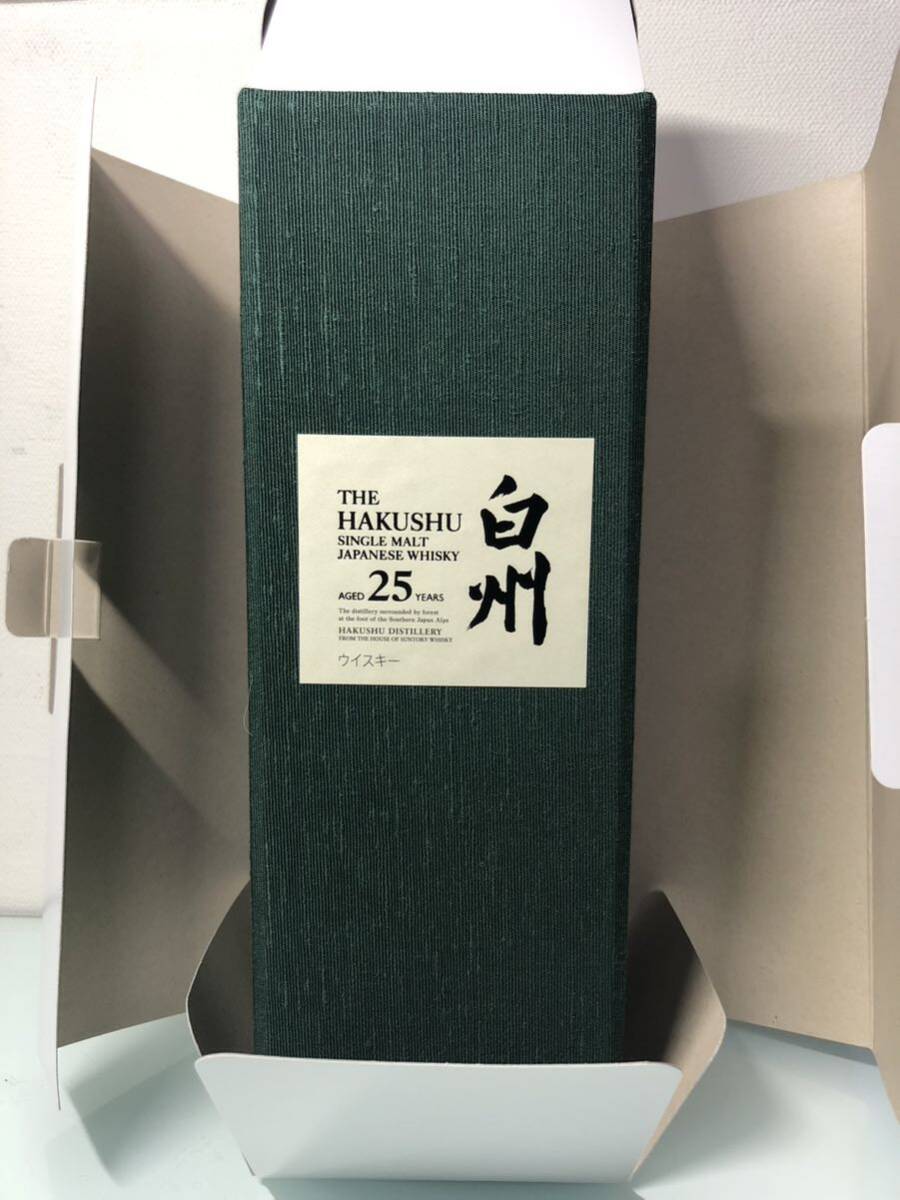 THE
HAKUSHU
SINGLE MALT
JAPANESE WHISKY
AGED 25 YEARS
The distillery surrounded by forest
at the foot of the Southern Japan Alps
HAKUSHU DISTILLERY
FROM THE HOUSE OF SUNTORY WHISKY
ウイスキー
白州